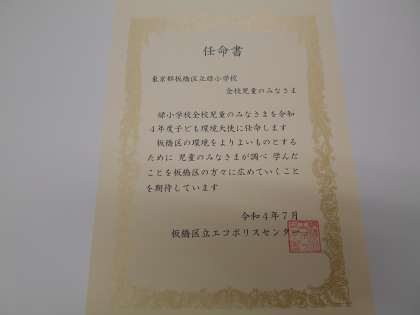 任命書
東京都板橋区立緑小学校
全校児童のみなさま
緑小学校全校児童のみなさまを令和
４年度子ども環境大使に任命します
板橋区の環境をよりよいものとする
ために 児童のみなさまが調べ 学んだ
ことを板橋区の方々に広めていくこと
を期待しています
令和４年７月
板橋区立エコポリスセンター